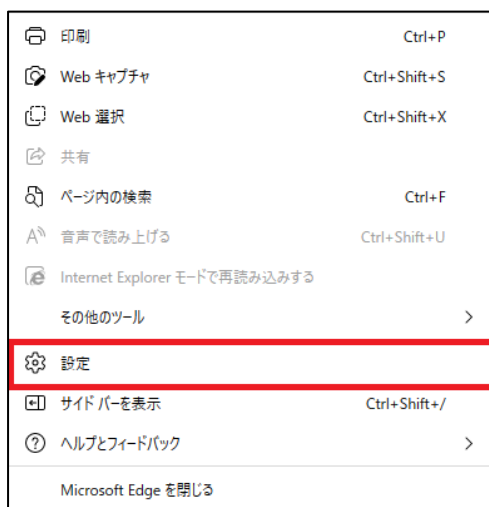 印刷 Ctrl+P
Web キャプチャ Ctrl+Shift+S
Web 選択 Ctrl+Shift+X
共有
ページ内の検索 Ctrl+F
音声で読み上げる Ctrl+Shift+U
Internet Explorer モードで再読み込みする
その他のツール
設定
サイド バーを表示 Ctrl+Shift+/
ヘルプとフィードバック
Microsoft Edge を閉じる